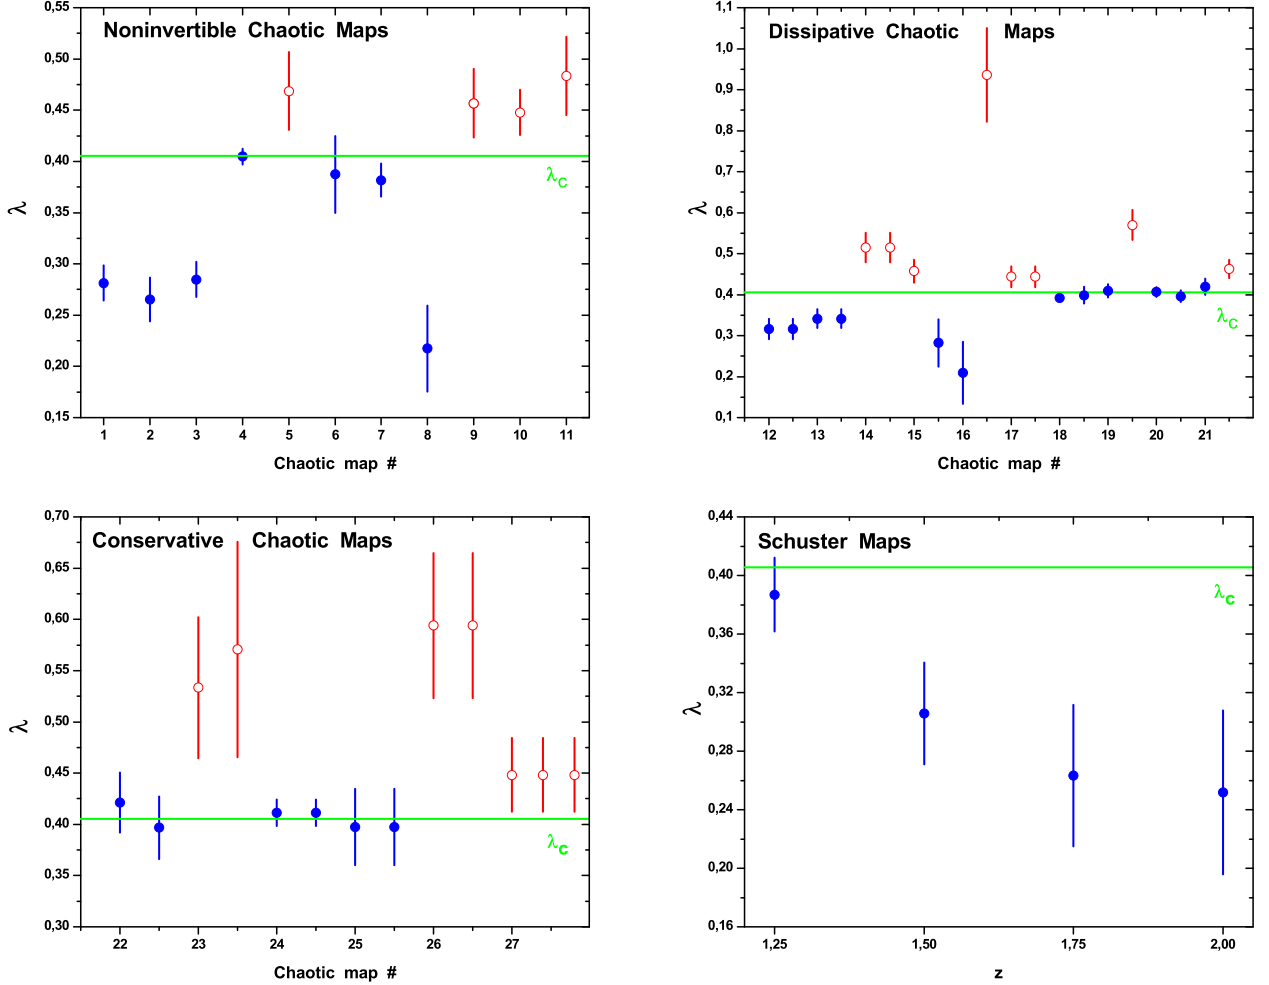 Noninvertible Chaotic Maps
0,55
0,50
0,45
0,40
0,35
0,30
0,25
0,20
0,15
λ
λC
1 2 3 4 5 6 7 8 9 10 11
Chaotic map #
Dissipative Chaotic Maps
1,1
1,0
0,9
0,8
0,7
0,6
0,5
0,4
0,3
0,2
0,1
λ
λC
12 13 14 15 16 17 18 19 20 21
Chaotic map #
Conservative Chaotic Maps
0,70
0,65
0,60
0,55
0,50
0,45
0,40
0,35
0,30
λ
λc
22 23 24 25 26 27
Chaotic map #
Schuster Maps
0,44
0,40
0,36
0,32
0,28
0,24
0,20
0,16
λ
λc
1,25 1,50 1,75 2,00
z